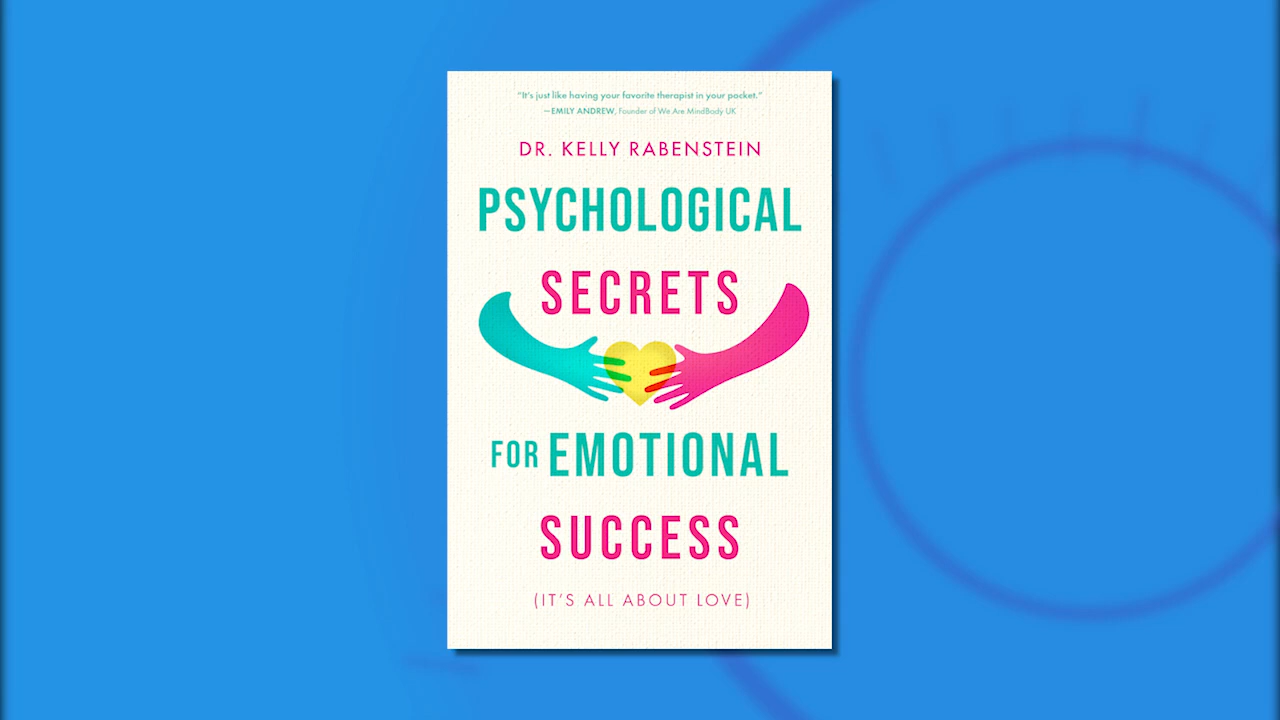 "It's just like having your favorite therapist in your pocket."
—EMILY ANDREW, Founder of We Are MindBody UK
DR. KELLY RABENSTEIN
PSYCHOLOGICAL
SECRETS
FOR EMOTIONAL
SUCCESS
(IT'S ALL ABOUT LOVE)